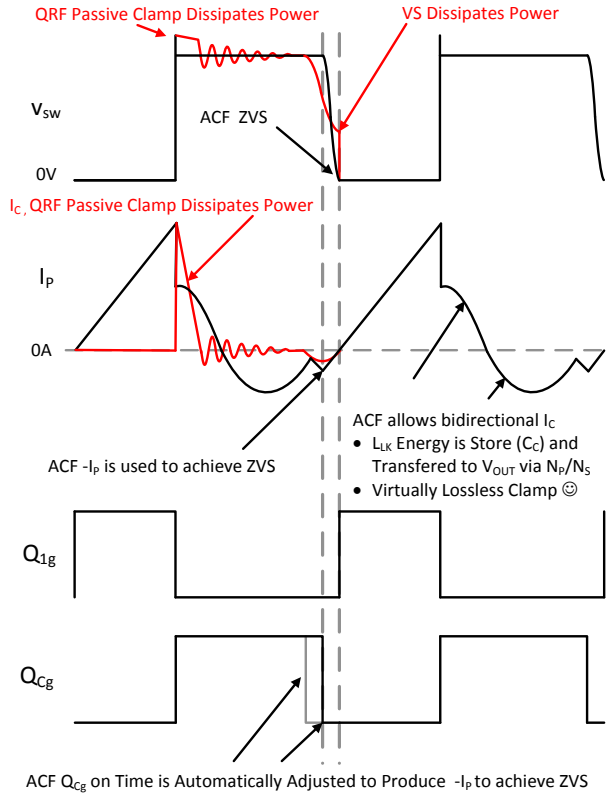 QRF Passive Clamp Dissipates Power
VS Dissipates Power
vsw
ACF ZVS
0V
IC, QRF Passive Clamp Dissipates Power
IP
0A
ACF allows bidirectional IC
• LLK Energy is Store (CC) and
Transfered to VOUT via NP/NS
• Virtually Lossless Clamp ☺
ACF -IP is used to achieve ZVS
Q1g
QCg
ACF QCg on Time is Automatically Adjusted to Produce -IP to achieve ZVS